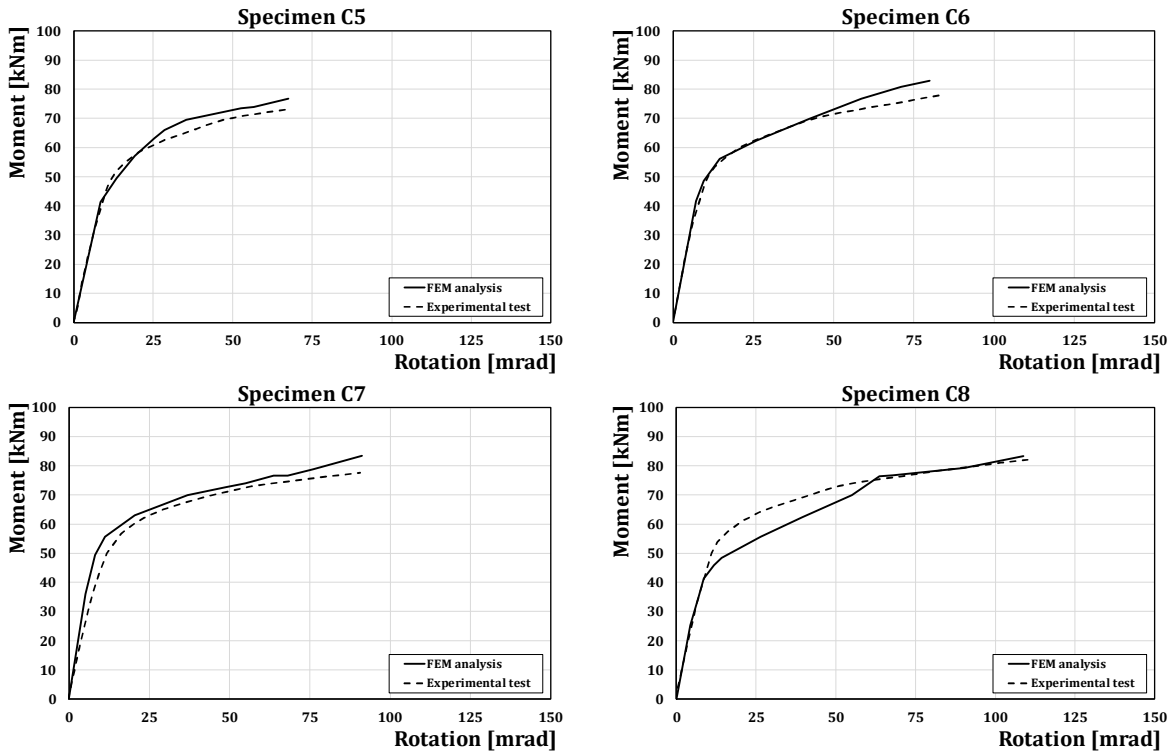 Specimen C5
Moment [kNm]
100
90
80
70
60
50
40
30
20
10
0
FEM analysis
Experimental test
0 25 50 75 100 125 150
Rotation [mrad]
Specimen C6
Moment [kNm]
100
90
80
70
60
50
40
30
20
10
0
FEM analysis
Experimental test
0 25 50 75 100 125 150
Rotation [mrad]
Specimen C7
Moment [kNm]
100
90
80
70
60
50
40
30
20
10
0
FEM analysis
Experimental test
0 25 50 75 100 125 150
Rotation [mrad]
Specimen C8
Moment [kNm]
100
90
80
70
60
50
40
30
20
10
0
FEM analysis
Experimental test
0 25 50 75 100 125 150
Rotation [mrad]